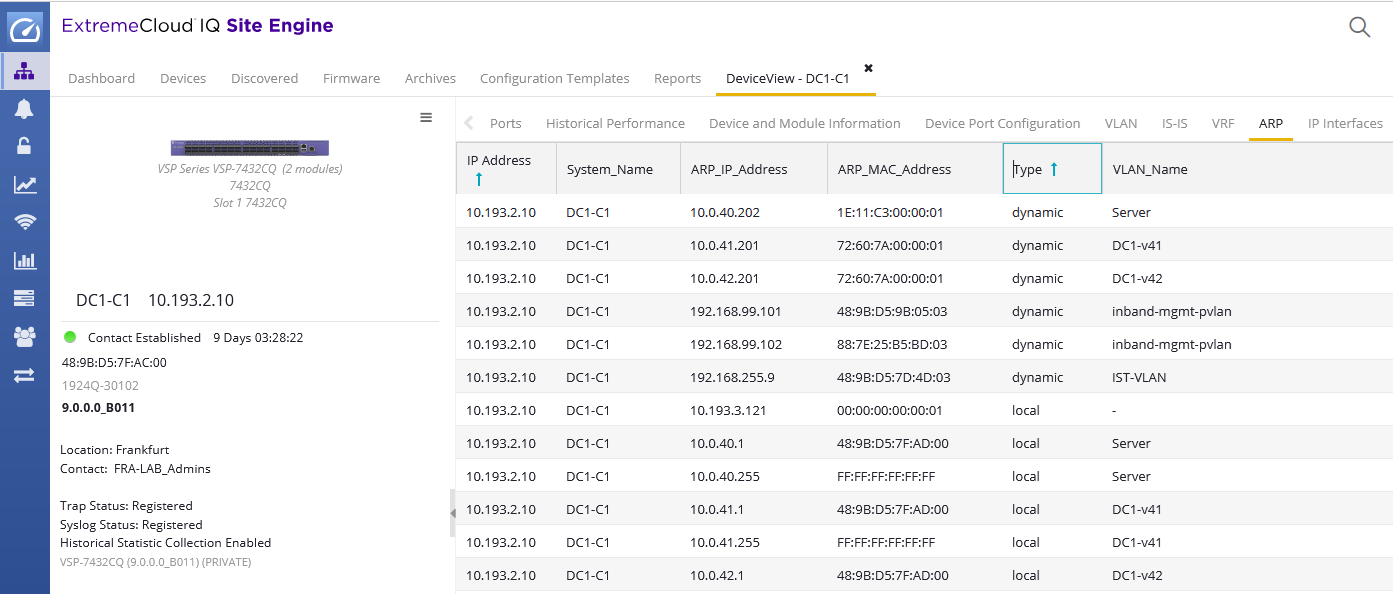 ExtremeCloud IQ Site Engine
Dashboard Devices Discovered Firmware Archives Configuration Templates Reports DeviceView - DC1-C1
VSP Series VSP-7432CQ (2 modules)
7432CQ
Slot 1 7432CQ
DC1-C1 10.193.2.10
Contact Established 9 Days 03:28:22
48:9B:D5:7F:AC:00
1924Q-30102
9.0.0.0_B011
Location: Frankfurt
Contact: FRA-LAB_Admins
Trap Status: Registered
Syslog Status: Registered
Historical Statistic Collection Enabled
VSP-7432CQ (9.0.0.0_B011) (PRIVATE)
Ports Historical Performance Device and Module Information Device Port Configuration VLAN IS-IS VRF ARP IP Interfaces
IP Address System_Name ARP_IP_Address ARP_MAC_Address Type VLAN_Name
10.193.2.10 DC1-C1 10.0.40.202 1E:11:C3:00:00:01 dynamic Server
10.193.2.10 DC1-C1 10.0.41.201 72:60:7A:00:00:01 dynamic DC1-v41
10.193.2.10 DC1-C1 10.0.42.201 72:60:7A:00:00:01 dynamic DC1-v42
10.193.2.10 DC1-C1 192.168.99.101 48:9B:D5:9B:05:03 dynamic inband-mgmt-pvlan
10.193.2.10 DC1-C1 192.168.99.102 88:7E:25:B5:BD:03 dynamic inband-mgmt-pvlan
10.193.2.10 DC1-C1 192.168.255.9 48:9B:D5:7D:4D:03 dynamic IST-VLAN
10.193.2.10 DC1-C1 10.193.3.121 00:00:00:00:00:01 local -
10.193.2.10 DC1-C1 10.0.40.1 48:9B:D5:7F:AD:00 local Server
10.193.2.10 DC1-C1 10.0.40.255 FF:FF:FF:FF:FF:FF local Server
10.193.2.10 DC1-C1 10.0.41.1 48:9B:D5:7F:AD:00 local DC1-v41
10.193.2.10 DC1-C1 10.0.41.255 FF:FF:FF:FF:FF:FF local DC1-v41
10.193.2.10 DC1-C1 10.0.42.1 48:9B:D5:7F:AD:00 local DC1-v42